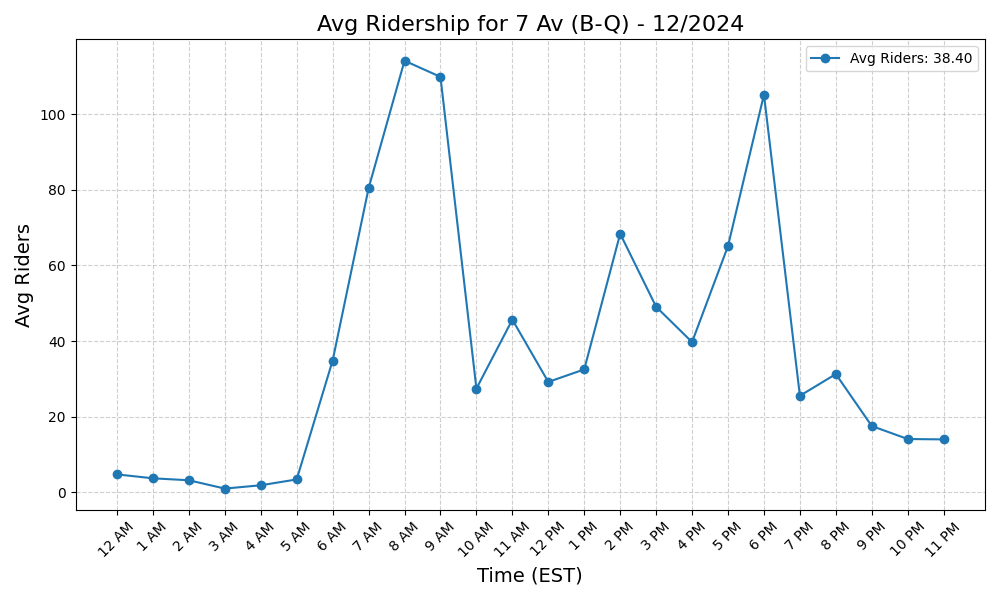 Avg Ridership for 7 Av (B-Q) - 12/2024
Avg Riders: 38.40
Avg Riders
100
80
60
40
20
0
12 AM
1 AM
2 AM
3 AM
4 AM
5 AM
6 AM
7 AM
8 AM
9 AM
10 AM
11 AM
12 PM
1 PM
2 PM
3 PM
4 PM
5 PM
6 PM
7 PM
8 PM
9 PM
10 PM
11 PM
Time (EST)